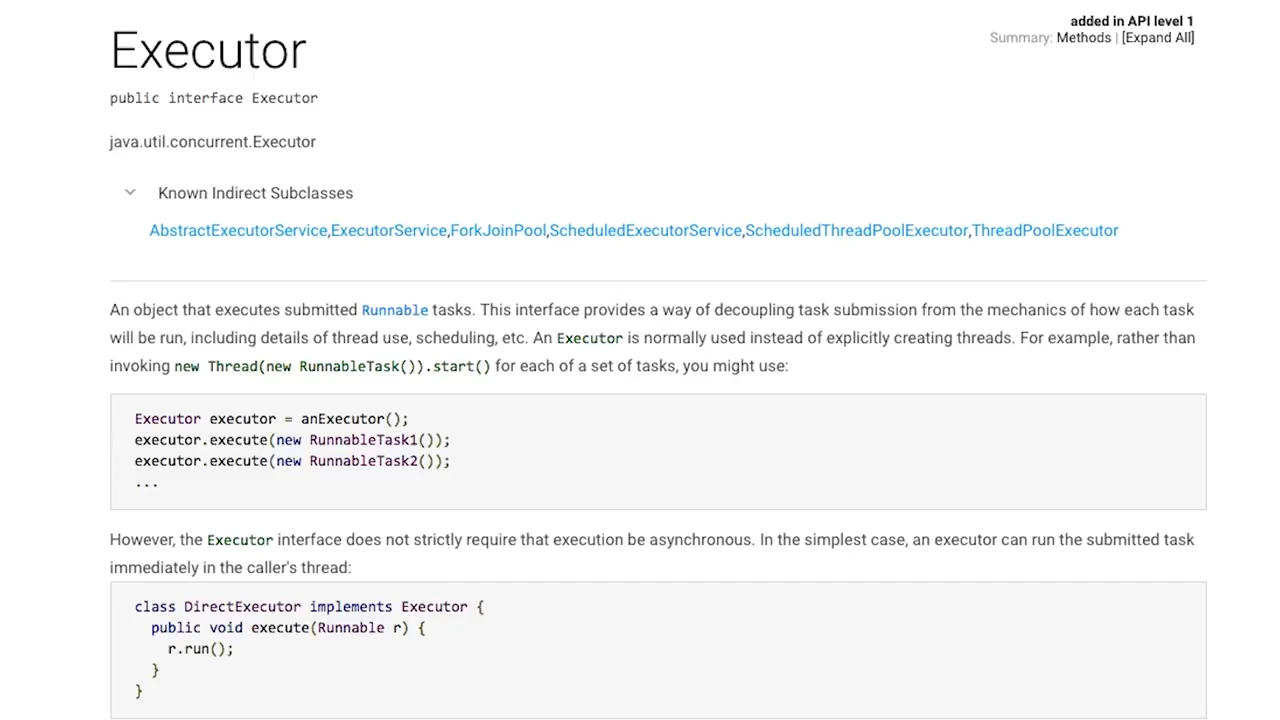 added in API level 1
Summary: Methods | [Expand All]
Executor
public interface Executor
java.util.concurrent.Executor
Known Indirect Subclasses
AbstractExecutorService,ExecutorService,ForkJoinPool,ScheduledExecutorService,ScheduledThreadPoolExecutor,ThreadPoolExecutor
An object that executes submitted Runnable tasks. This interface provides a way of decoupling task submission from the mechanics of how each task
will be run, including details of thread use, scheduling, etc. An Executor is normally used instead of explicitly creating threads. For example, rather than
invoking new Thread(new RunnableTask()).start() for each of a set of tasks, you might use:
Executor executor = anExecutor();
executor.execute(new RunnableTask1());
executor.execute(new RunnableTask2());
...
However, the Executor interface does not strictly require that execution be asynchronous. In the simplest case, an executor can run the submitted task
immediately in the caller's thread:
class DirectExecutor implements Executor {
public void execute(Runnable r) {
r.run();
}
}